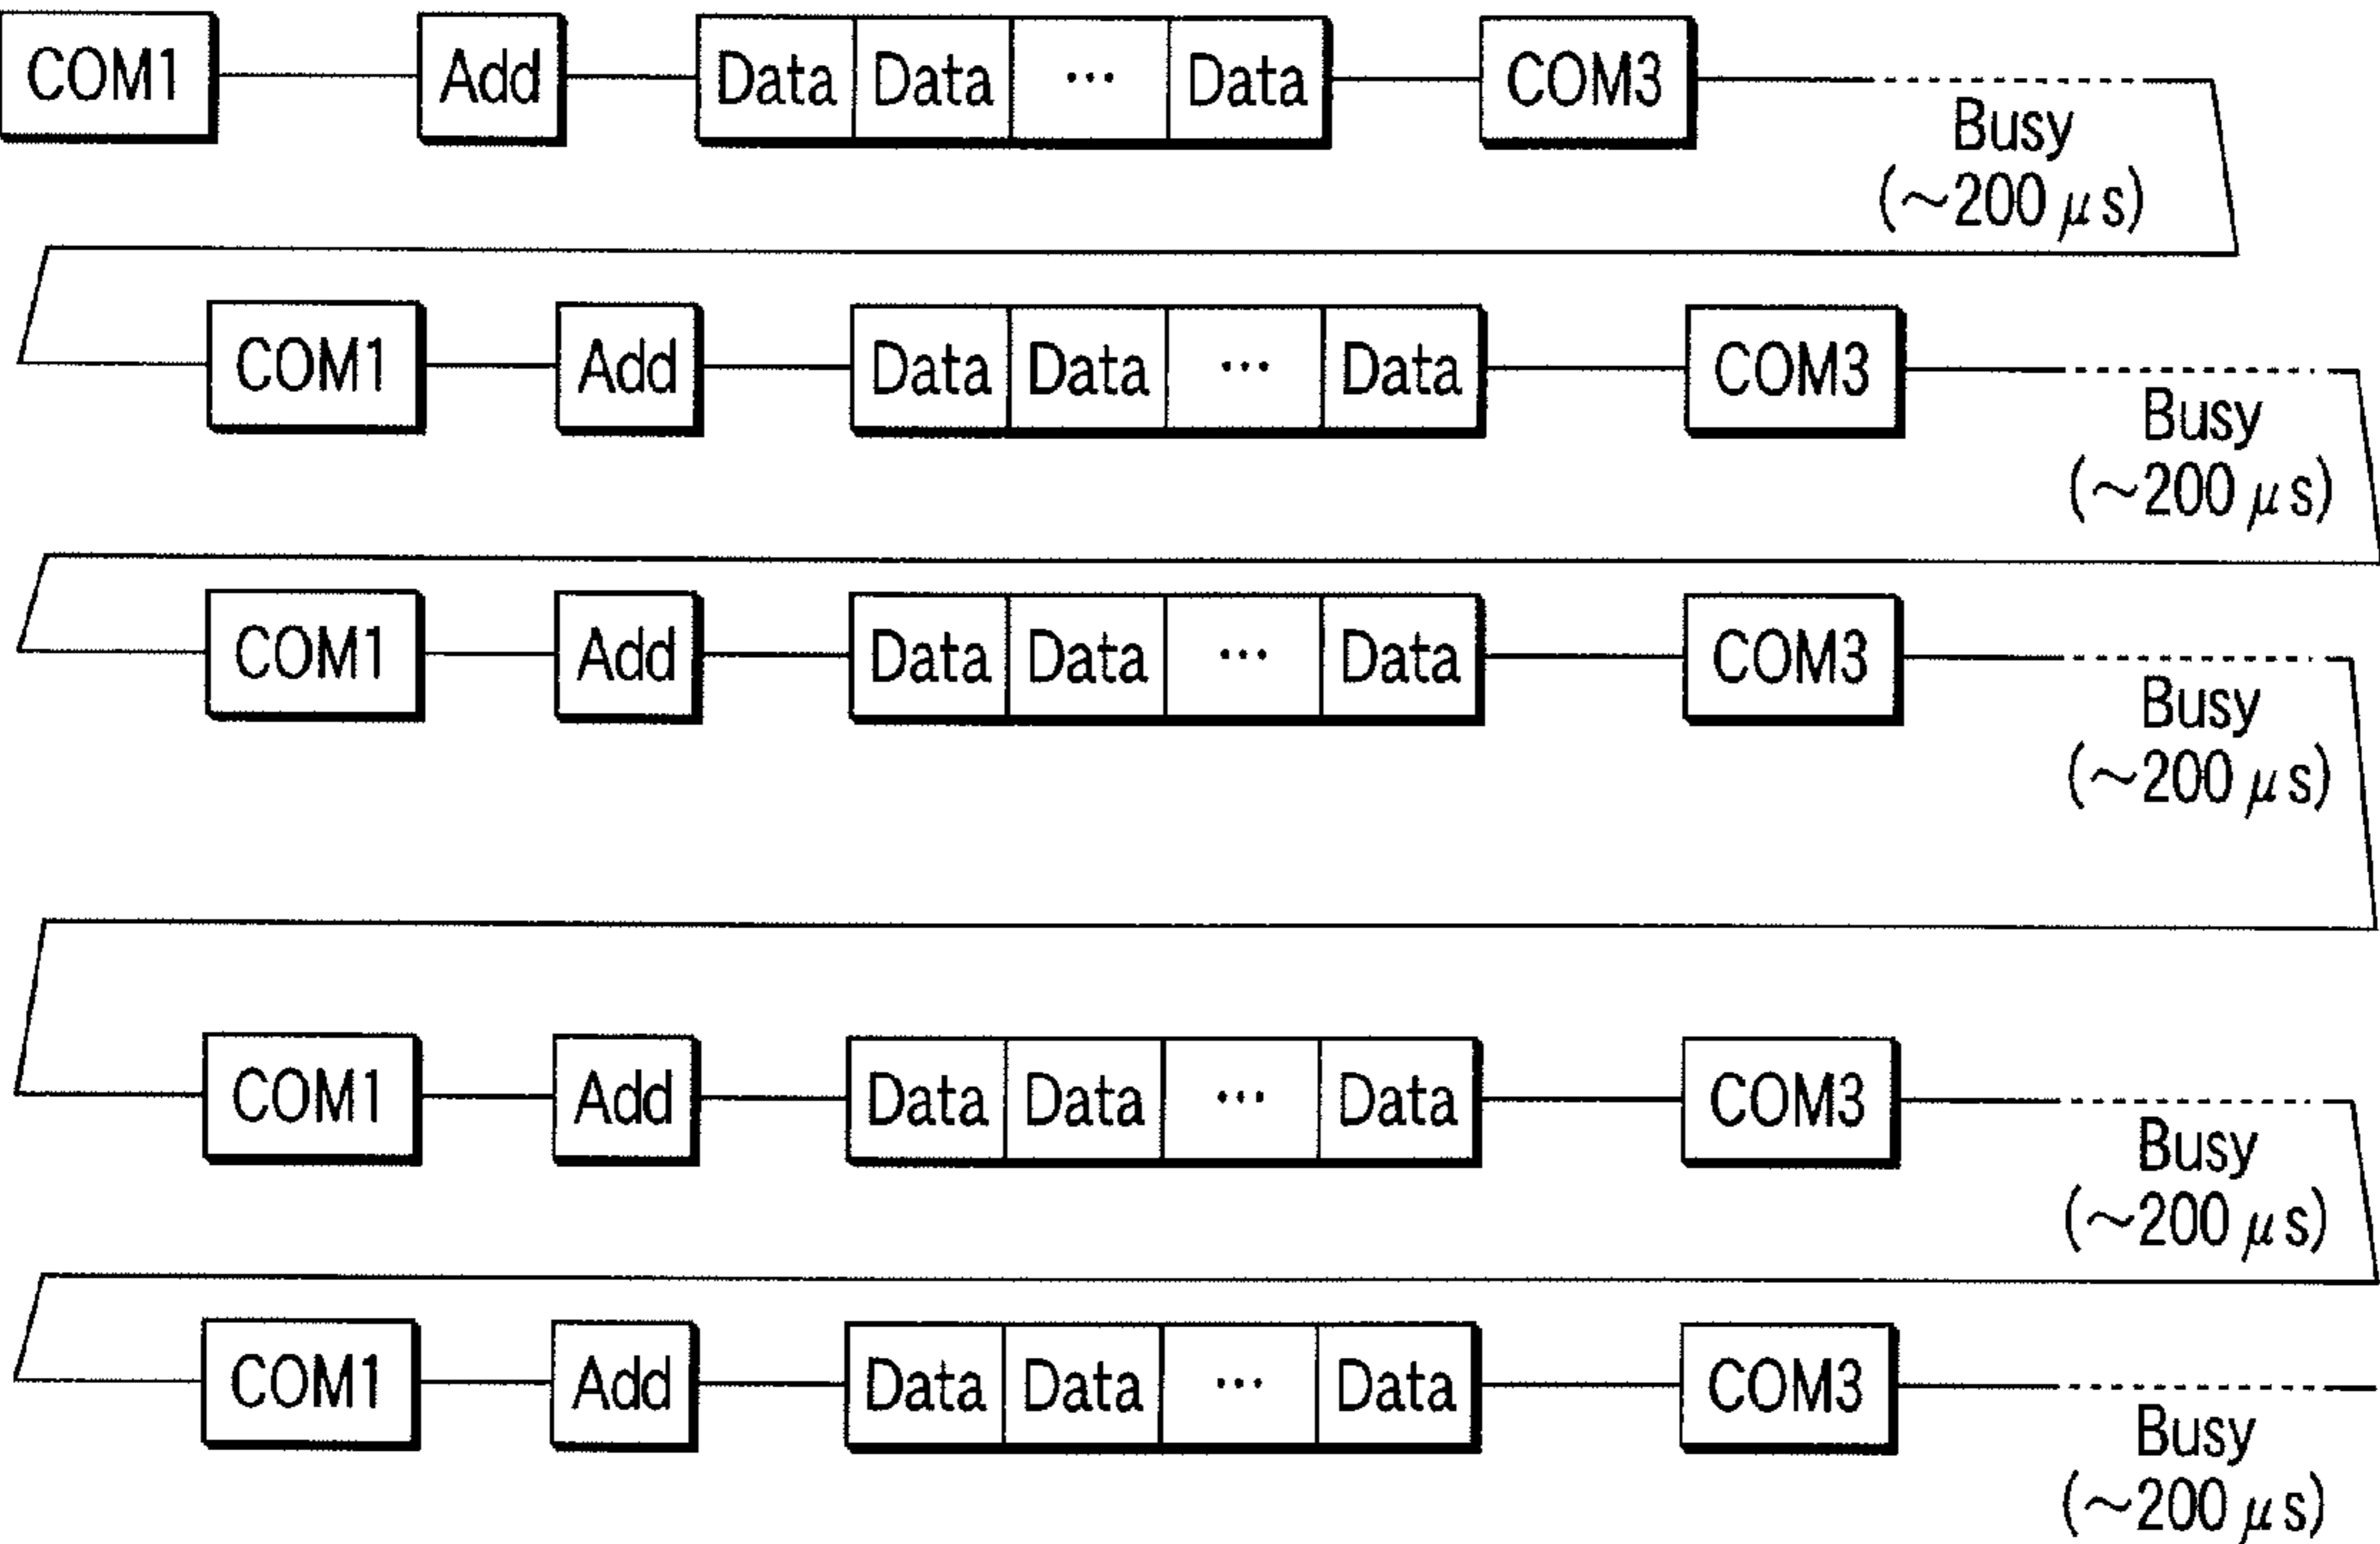 COM1 Add Data Data ... Data COM3
Busy
(~200 μs)
COM1 Add Data Data ... Data COM3
Busy
(~200 μs)
COM1 Add Data Data ... Data COM3
Busy
(~200 μs)
COM1 Add Data Data ... Data COM3
Busy
(~200 μs)
COM1 Add Data Data ... Data COM3
Busy
(~200 μs)